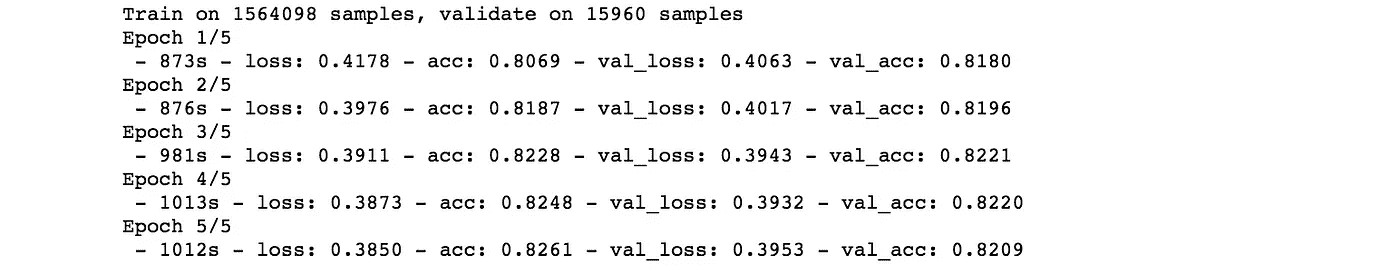 Train on 1564098 samples, validate on 15960 samples
Epoch 1/5
 - 873s - loss: 0.4178 - acc: 0.8069 - val_loss: 0.4063 - val_acc: 0.8180
Epoch 2/5
 - 876s - loss: 0.3976 - acc: 0.8187 - val_loss: 0.4017 - val_acc: 0.8196
Epoch 3/5
 - 981s - loss: 0.3911 - acc: 0.8228 - val_loss: 0.3943 - val_acc: 0.8221
Epoch 4/5
 - 1013s - loss: 0.3873 - acc: 0.8248 - val_loss: 0.3932 - val_acc: 0.8220
Epoch 5/5
 - 1012s - loss: 0.3850 - acc: 0.8261 - val_loss: 0.3953 - val_acc: 0.8209